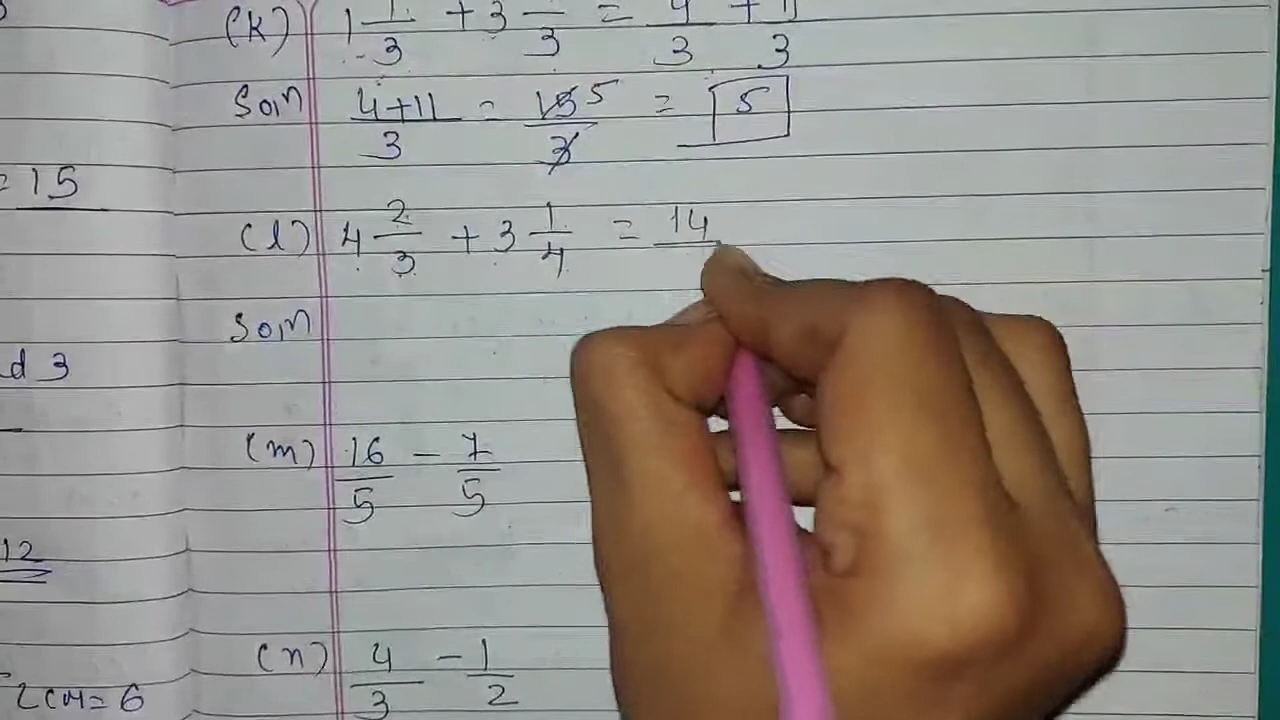 (K) 1 1/3 + 3 /3 = 4/3 + 11/3
Soln 4+11/3 = 15/3 5 = 5
= 15
(l) 4 2/3 + 3 1/4 = 14
Soln
d 3
(m) 16/5 - 7/5
12
(n) 4/3 - 1/2
LCM = 6